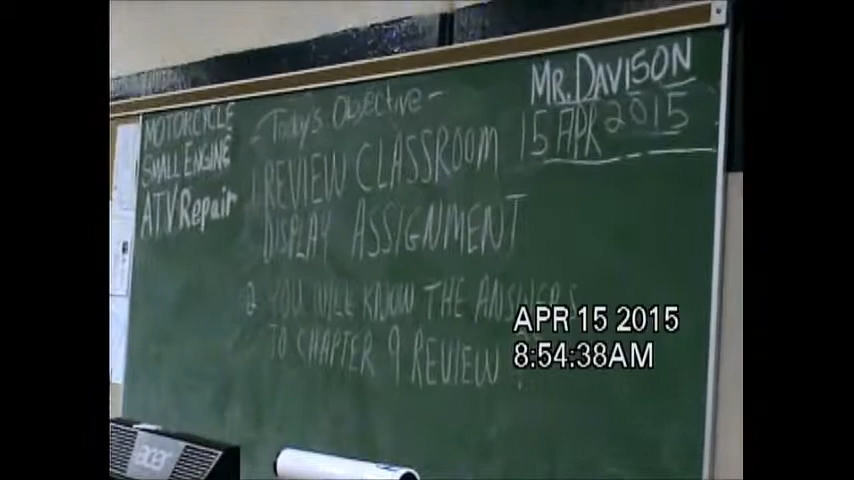 MOTORCYCLE
SMALL ENGINE
ATV Repair
- Today's Objective -
1 REVIEW CLASSROOM
DISPLAY ASSIGNMENT
2 YOU WILL KNOW THE ANSWERS
TO CHAPTER 9 REVIEW.
MR. DAVISON
15 APR 2015
APR 15 2015
8:54:38AM
acer